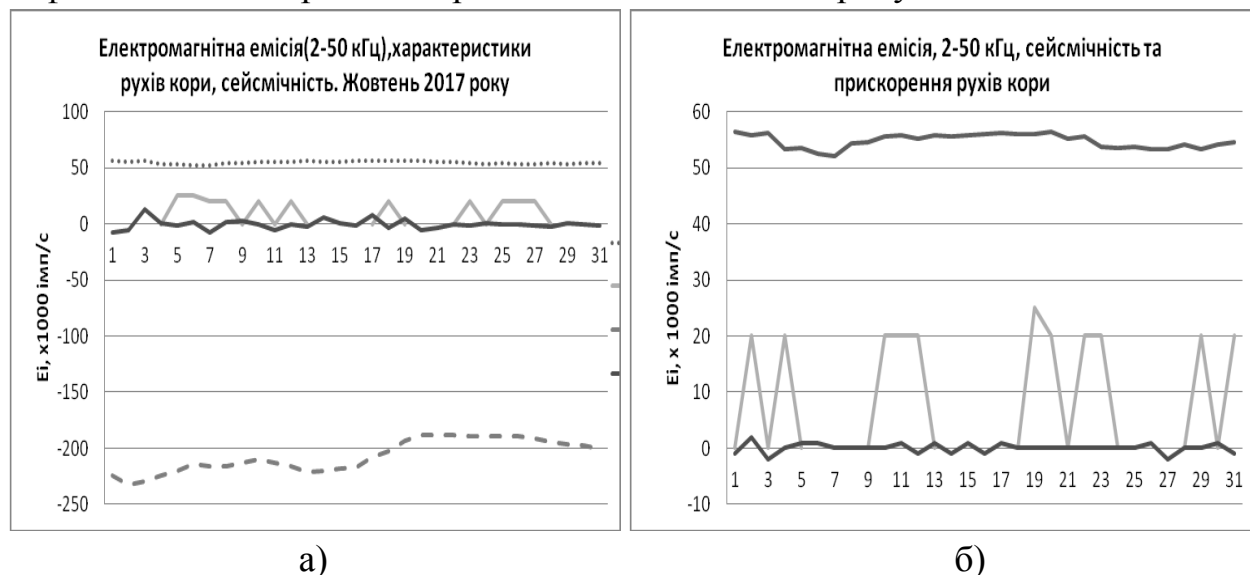 Електромагнітна емісія(2-50 кГц),характеристики
рухів кори, сейсмічність. Жовтень 2017 року
100
50
0
-50
-100
-150
-200
-250
1 3 5 7 9 11 13 15 17 19 21 23 25 27 29 31
Еі, х1000 імп/с
а)
Електромагнітна емісія, 2-50 кГц, сейсмічність та
прискорення рухів кори
60
50
40
30
20
10
0
-10
1 3 5 7 9 11 13 15 17 19 21 23 25 27 29 31
Еі, х 1000 імп/с
б)